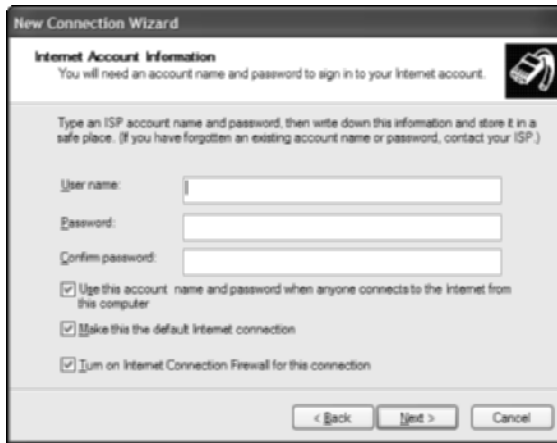 New Connection Wizard
Internet Account Information
You will need an account name and password to sign in to your Internet account.
Type an ISP account name and password, then write down this information and store it in a
safe place. (If you have forgotten an existing account name or password, contact your ISP.)
User name:
Password:
Confirm password:
Use this account name and password when anyone connects to the Internet from
this computer
Make this the default Internet connection
Turn on Internet Connection Firewall for this connection
< Back
Next >
Cancel